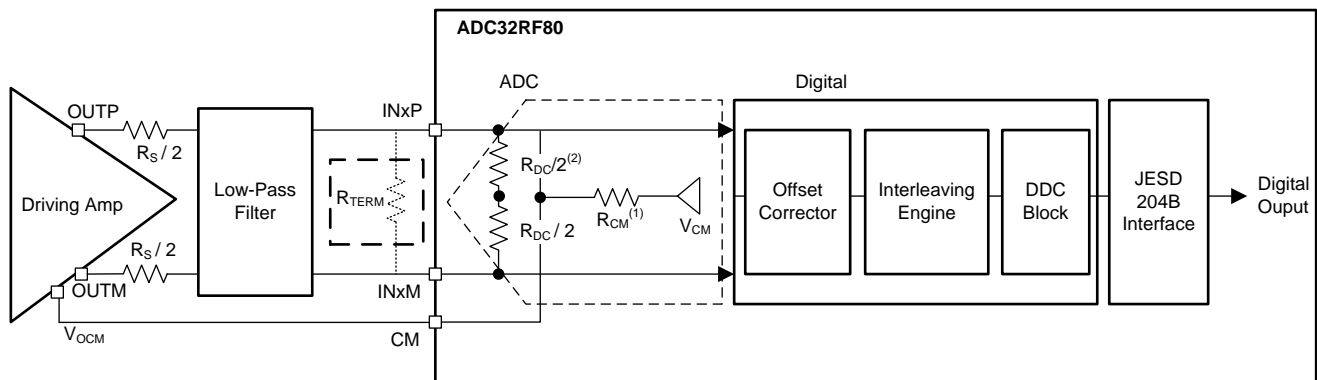 ADC32RF80
ADC
Digital
OUTP
INxP
R_S / 2
Driving Amp
Low-Pass
Filter
R_TERM
R_DC/2^(2)
R_DC / 2
R_CM^(1)
V_CM
Offset
Corrector
Interleaving
Engine
DDC
Block
JESD
204B
Interface
Digital
Ouput
R_S / 2
OUTM
INxM
V_OCM
CM